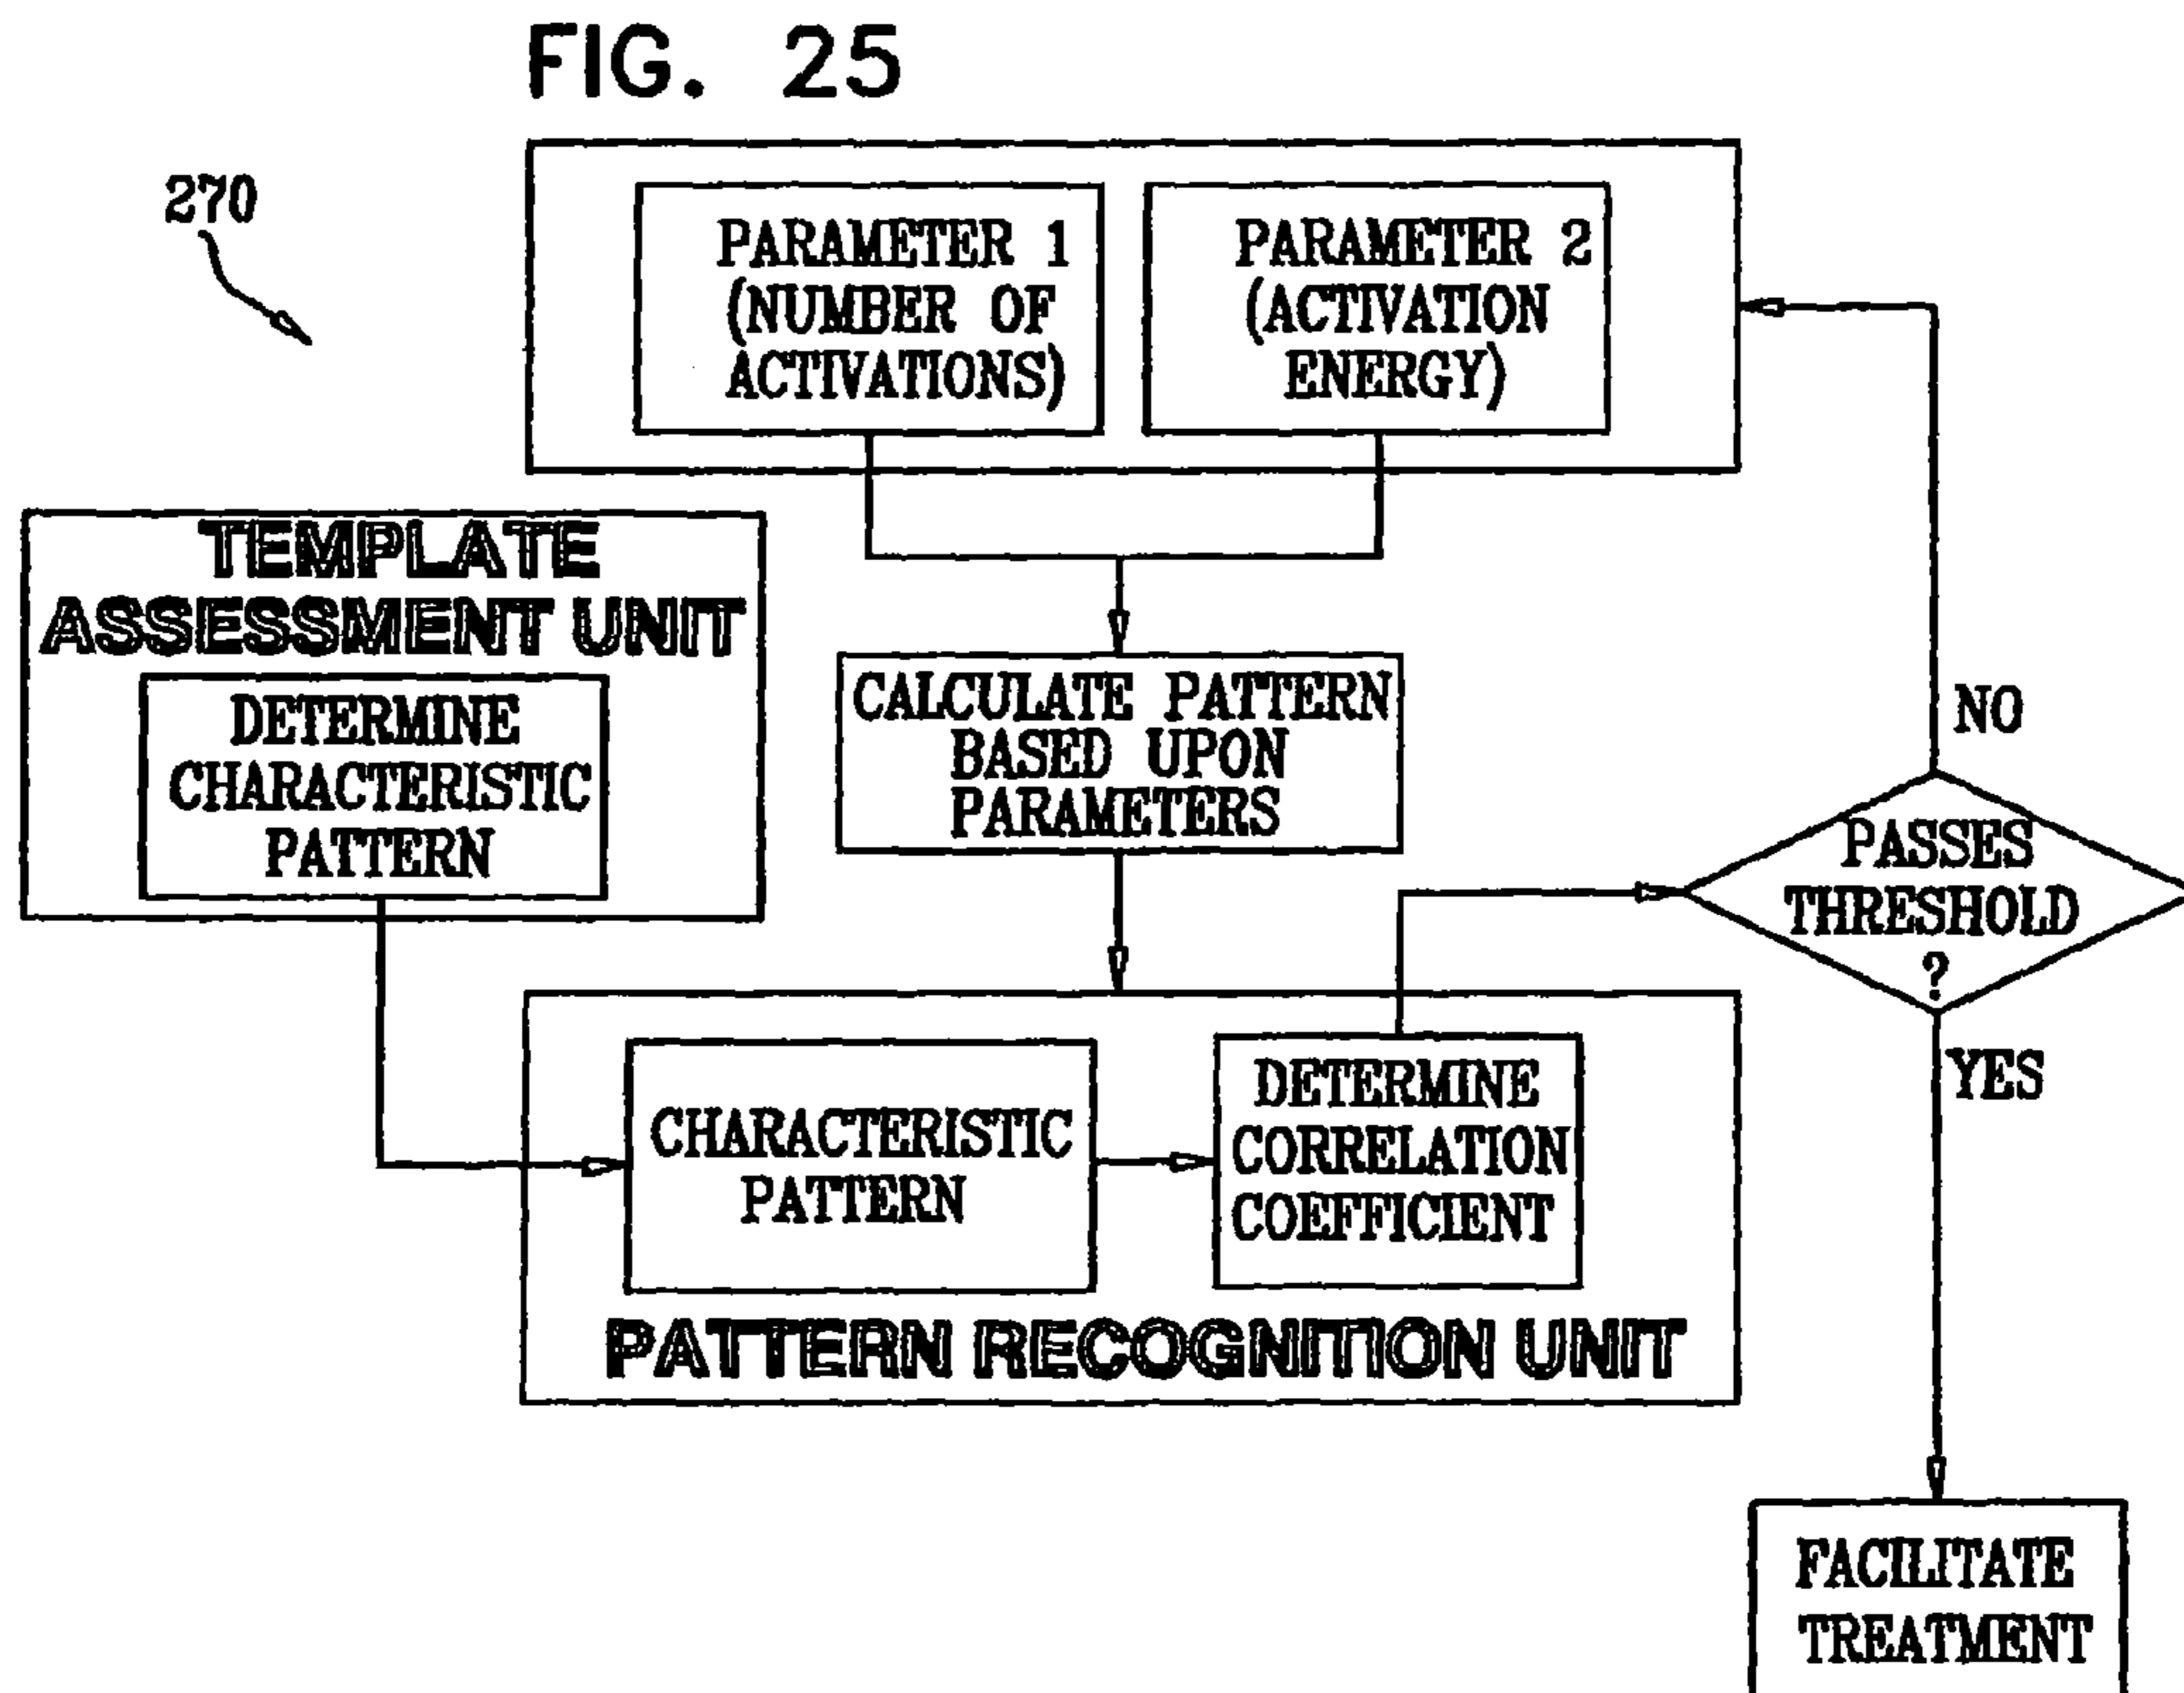 FIG. 25
270
PARAMETER 1
(NUMBER OF
ACTIVATIONS)
PARAMETER 2
(ACTIVATION
ENERGY)
TEMPLATE
ASSESSMENT UNIT
DETERMINE
CHARACTERISTIC
PATTERN
CALCULATE PATTERN
BASED UPON
PARAMETERS
NO
PASSES
THRESHOLD
?
YES
CHARACTERISTIC
PATTERN
DETERMINE
CORRELATION
COEFFICIENT
PATTERN RECOGNITION UNIT
FACILITATE
TREATMENT